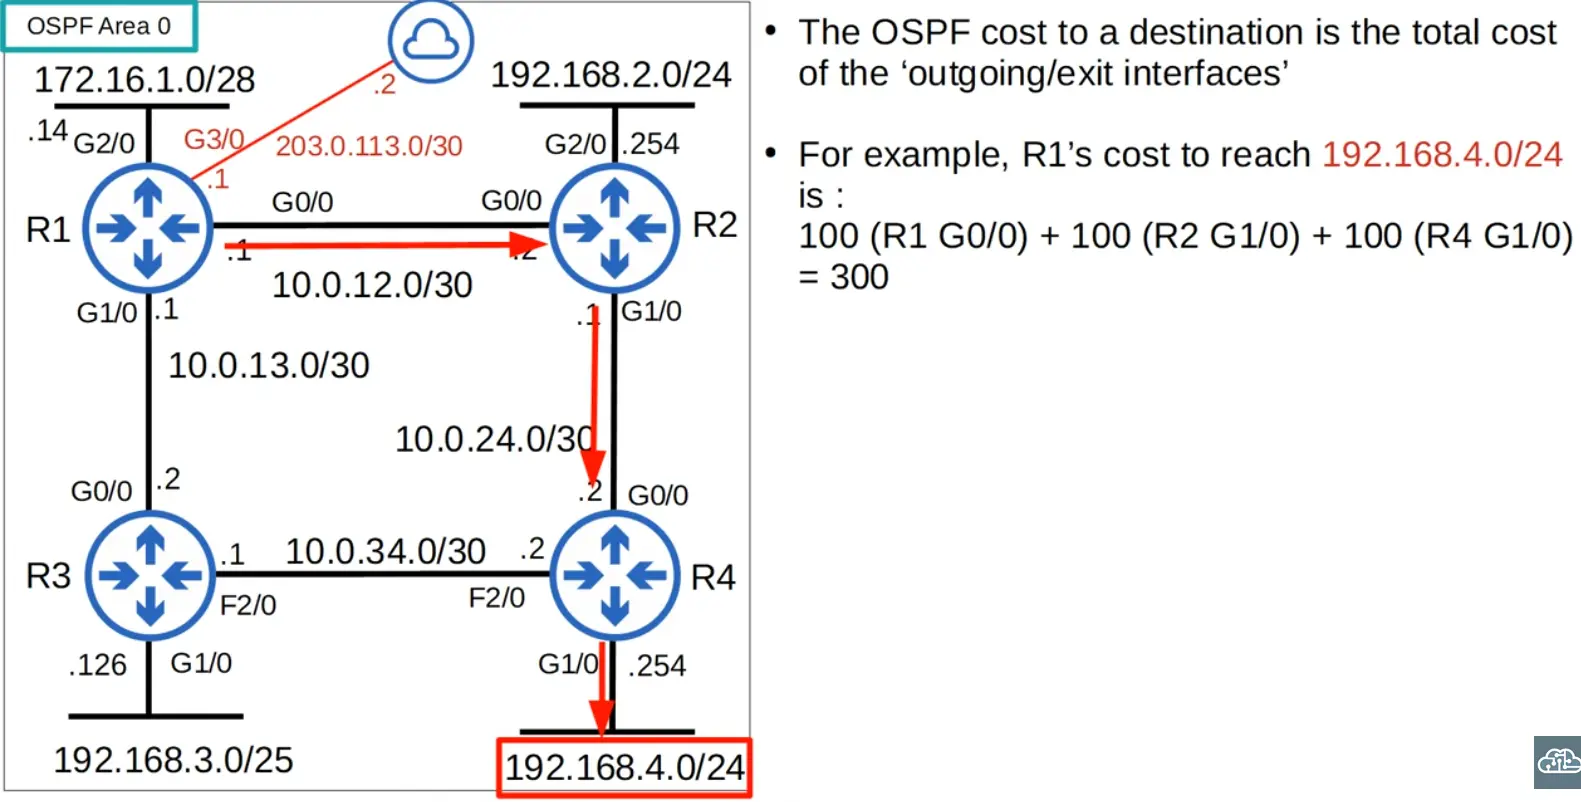 OSPF Area 0
172.16.1.0/28
.2
192.168.2.0/24
.14
G2/0
G3/0
203.0.113.0/30
G2/0
.254
.1
R1
G0/0
G0/0
R2
.1
.2
10.0.12.0/30
G1/0
.1
.1
G1/0
10.0.13.0/30
10.0.24.0/30
G0/0
.2
.2
G0/0
R3
.1
10.0.34.0/30
.2
R4
F2/0
F2/0
.126
G1/0
G1/0
.254
192.168.3.0/25
192.168.4.0/24
• The OSPF cost to a destination is the total cost
of the ‘outgoing/exit interfaces’
• For example, R1’s cost to reach 192.168.4.0/24
is :
100 (R1 G0/0) + 100 (R2 G1/0) + 100 (R4 G1/0)
= 300